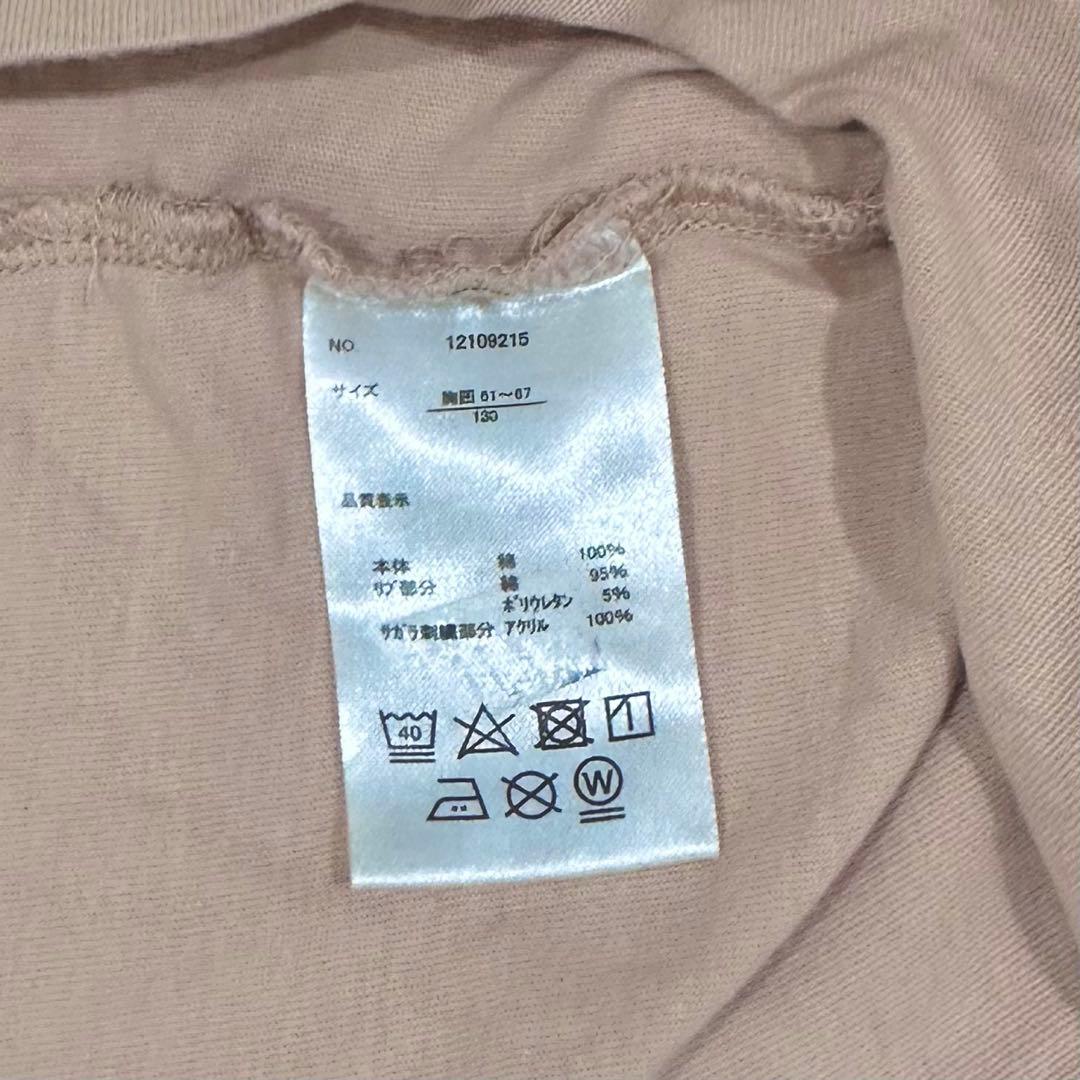 NO 12109215
サイズ 胸囲 61～67
130
品質表示
本体 綿 100%
リブ部分 綿 95%
ポリウレタン 5%
サガラ刺繍部分 アクリル 100%
40
W